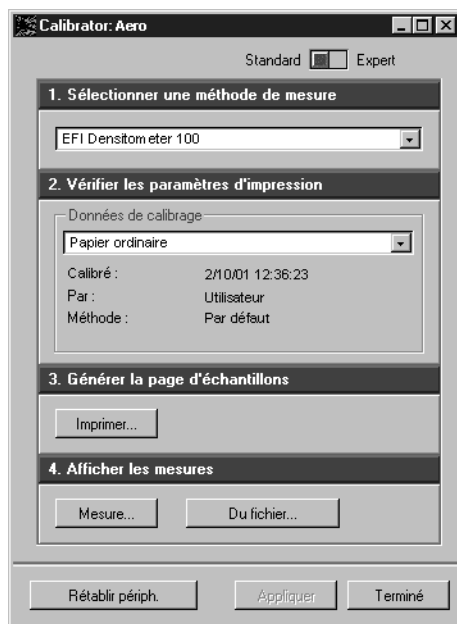 Calibrator: Aero
Standard Expert
1. Sélectionner une méthode de mesure
EFI Densitometer 100
2. Vérifier les paramètres d'impression
Données de calibrage
Papier ordinaire
Calibré : 2/10/01 12:36:23
Par : Utilisateur
Méthode : Par défaut
3. Générer la page d'échantillons
Imprimer...
4. Afficher les mesures
Mesure... Du fichier...
Rétablir périph. Appliquer Terminé